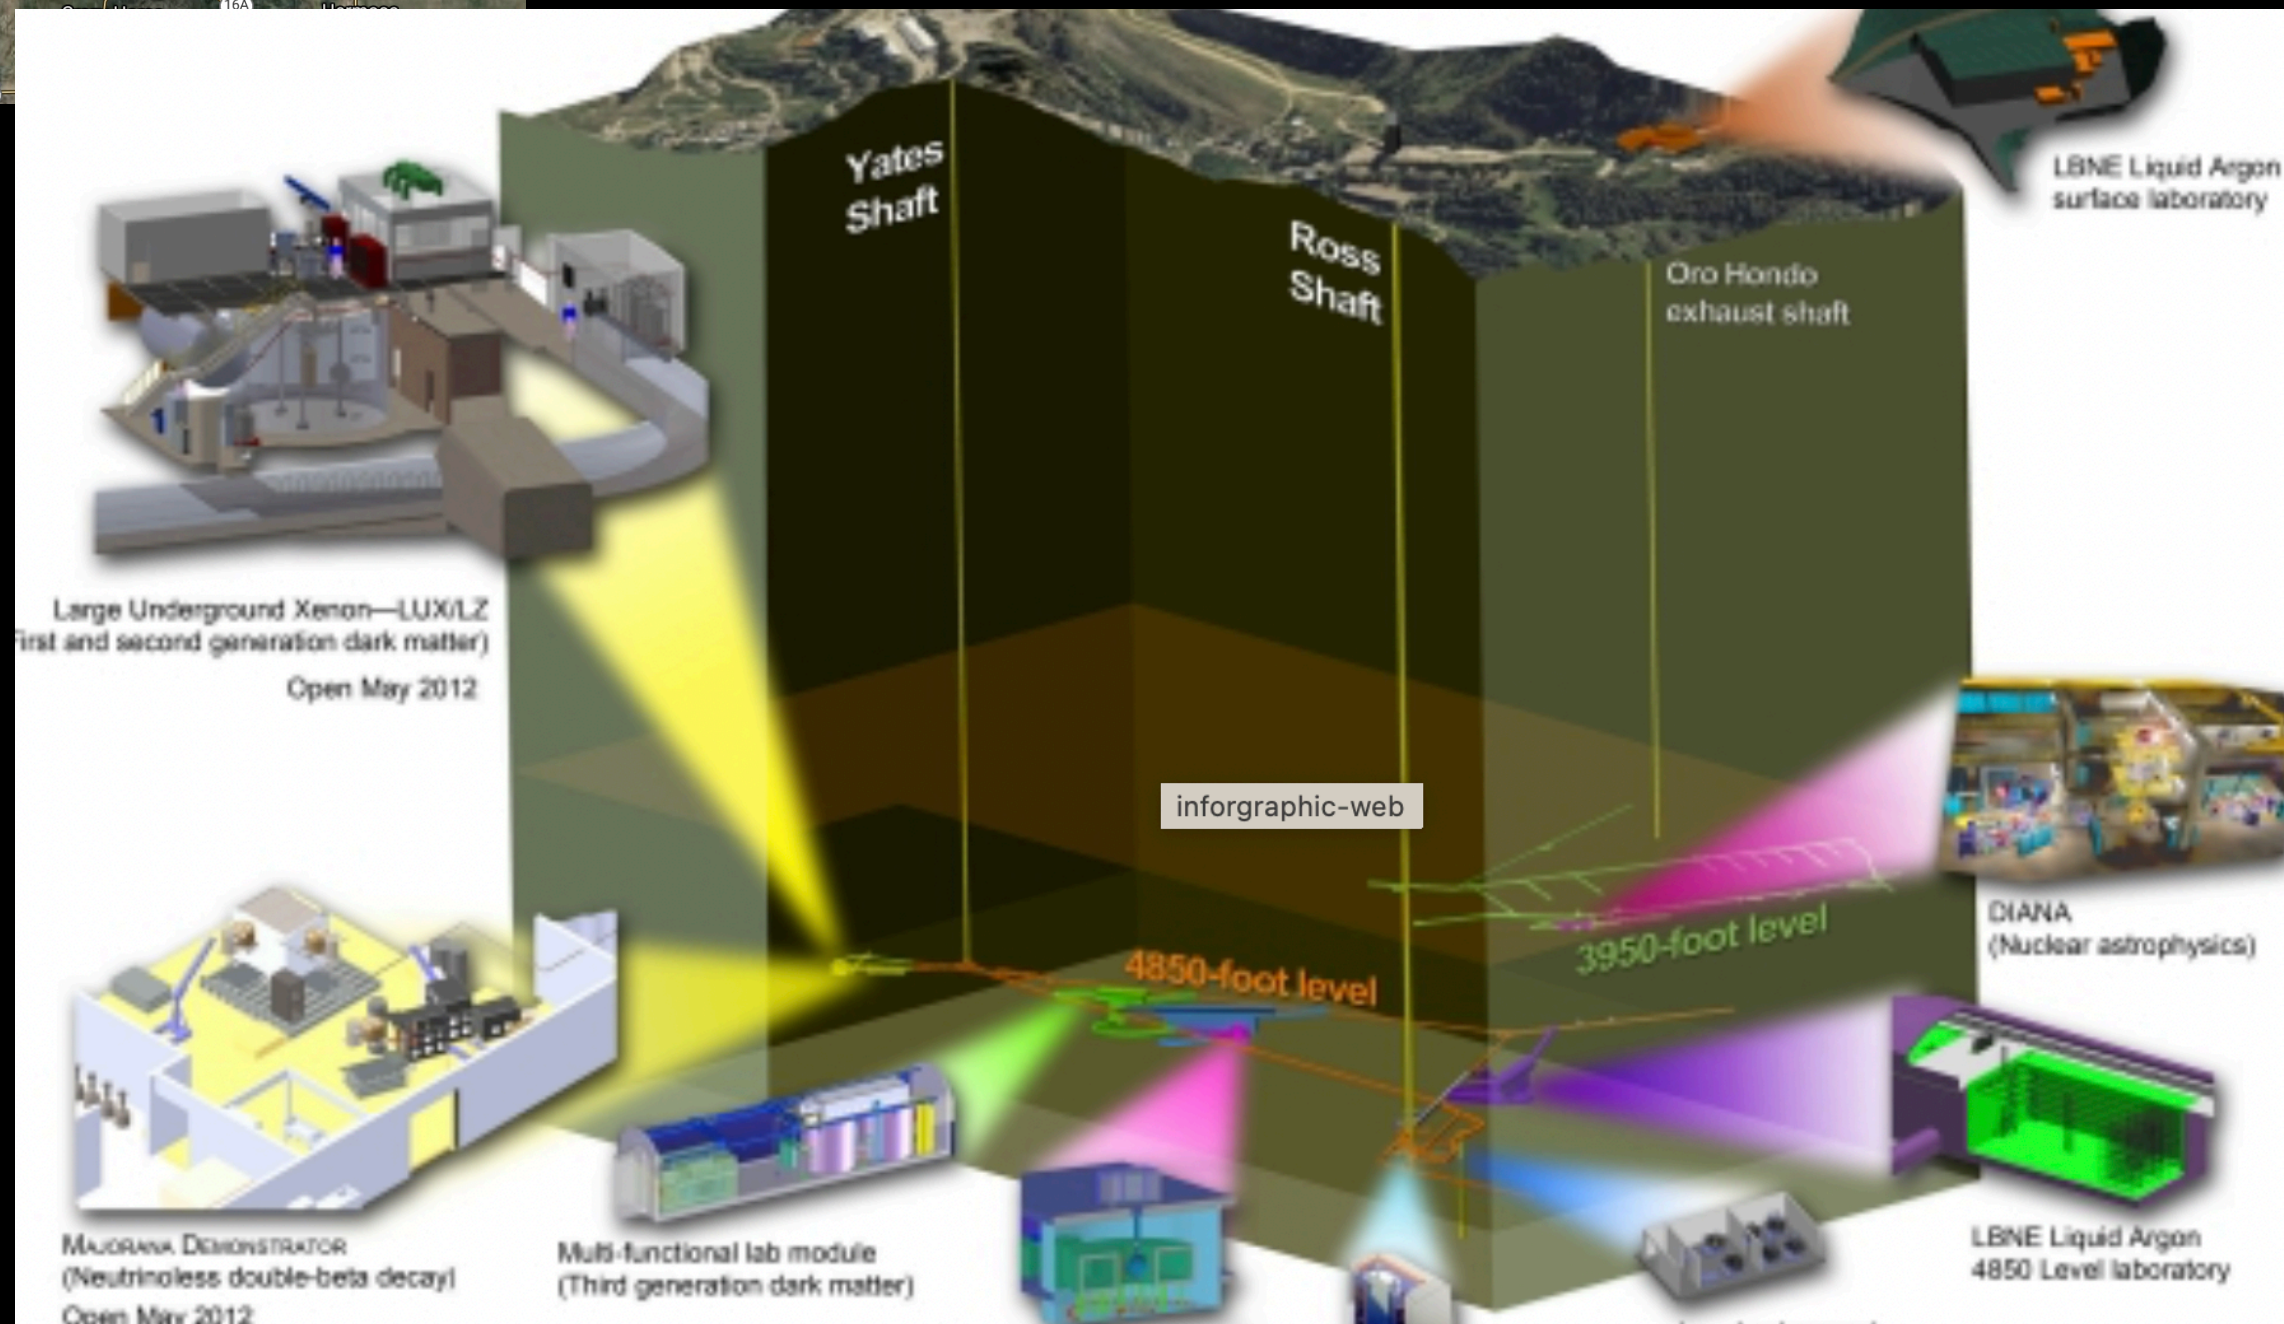 16A
Hermosa
Yates
Shaft
Ross
Shaft
Oro Hondo
exhaust shaft
LBNE Liquid Argon
surface laboratory
Large Underground Xenon—LUX/LZ
irst and second generation dark matter)
Open May 2012
inforgraphic-web
4850-foot level
3950-foot level
DIANA
(Nuclear astrophysics)
MAJORANA DEMONSTRATOR
(Neutrinoless double-beta decay)
Open May 2012
Multi-functional lab module
(Third generation dark matter)
LBNE Liquid Argon
4850 Level laboratory